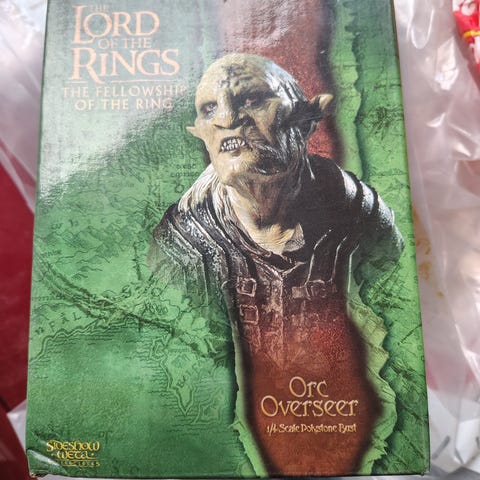 THE
LORD
OF THE
RINGS
THE FELLOWSHIP
OF THE RING
Orc
Overseer
1/4 Scale Polystone Bust
SIDESHOW
WETA
COLLECTIBLES